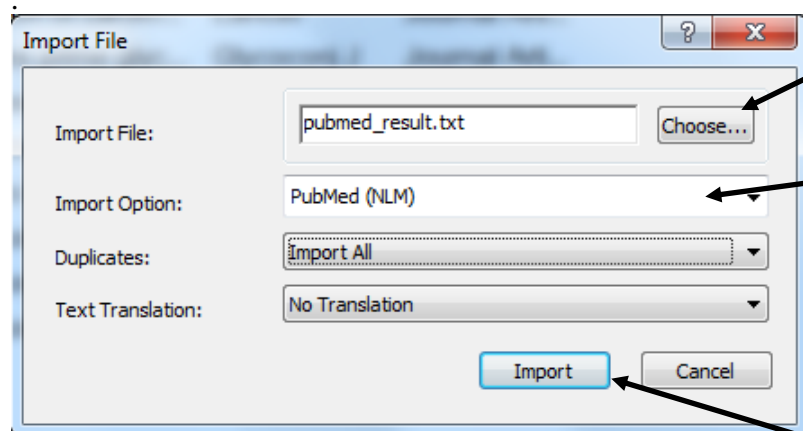 Import File
Import File:
pubmed_result.txt
Choose...
Import Option:
PubMed (NLM)
Duplicates:
Import All
Text Translation:
No Translation
Import
Cancel